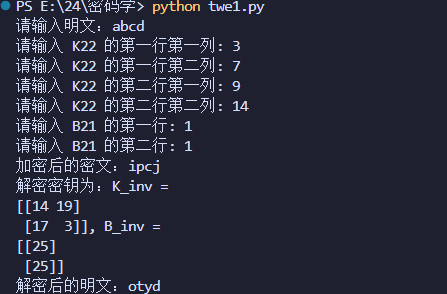 PS E:\24\密码学> python twe1.py
请输入明文：abcd
请输入 K22 的第一行第一列: 3
请输入 K22 的第一行第二列: 7
请输入 K22 的第二行第一列: 9
请输入 K22 的第二行第二列: 14
请输入 B21 的第一行: 1
请输入 B21 的第二行: 1
加密后的密文：ipcj
解密密钥为：K_inv =
[[14 19]
 [17  3]], B_inv =
[[25]
 [25]]
解密后的明文：otyd